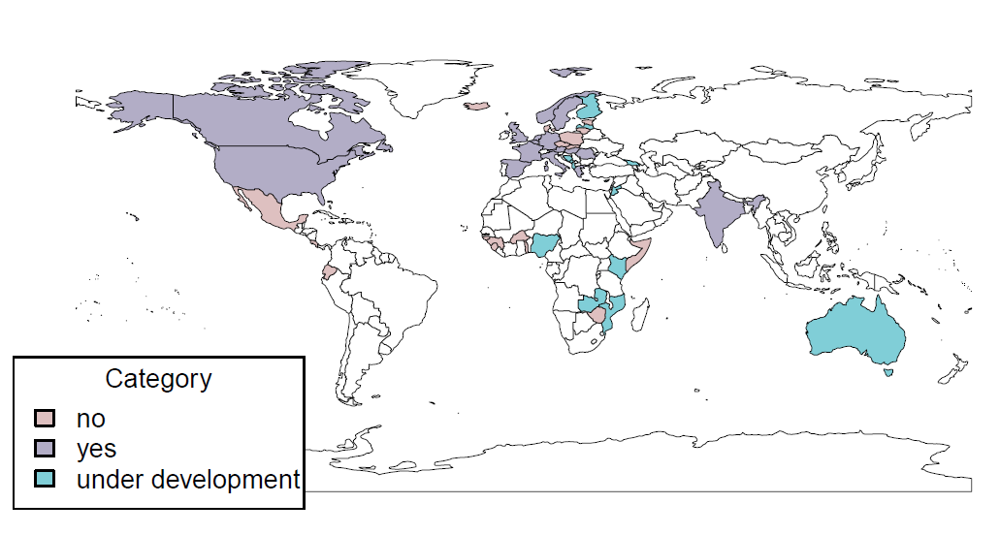 Category
no
yes
under development